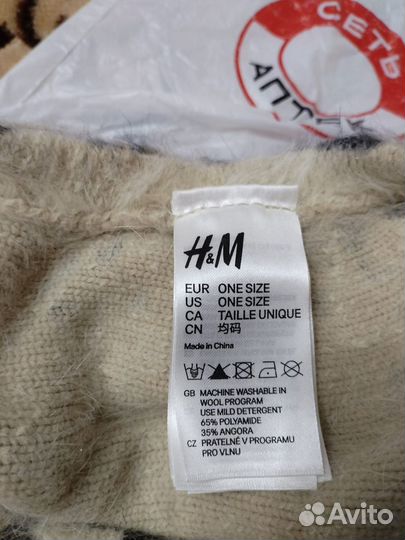 СЕТЬ
АПТЕК
H&M
EUR ONE SIZE
US ONE SIZE
CA TAILLE UNIQUE
CN 均码
Made in China
GB MACHINE WASHABLE IN
WOOL PROGRAM
USE MILD DETERGENT
65% POLYAMIDE
35% ANGORA
CZ PRATELNÉ V PROGRAMU
PRO VLNU
Avito